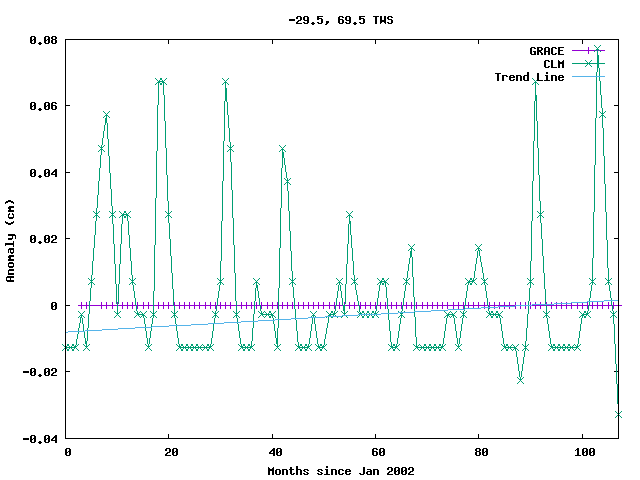 -29.5, 69.5 TWS
GRACE
CLM
Trend Line
0.08
0.06
0.04
0.02
0
-0.02
-0.04
Anomaly (cm)
0 20 40 60 80 100
Months since Jan 2002